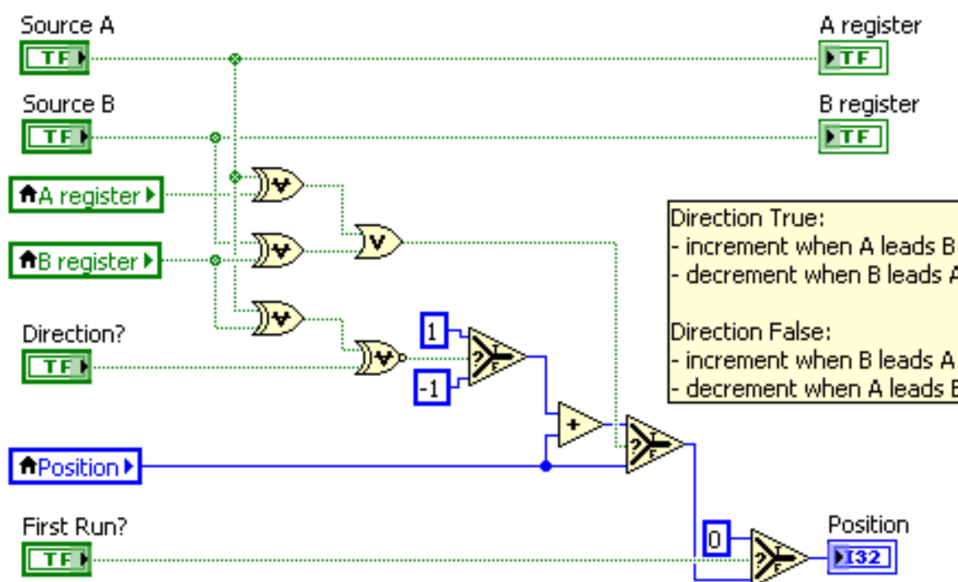 Source A
TF
A register
TF
Source B
TF
B register
TF
A register
B register
Direction True:
- increment when A leads B
- decrement when B leads A
Direction False:
- increment when B leads A
- decrement when A leads B
Direction?
TF
1
-1
? T F
+
? T F
Position
First Run?
TF
0
? T F
Position
I32